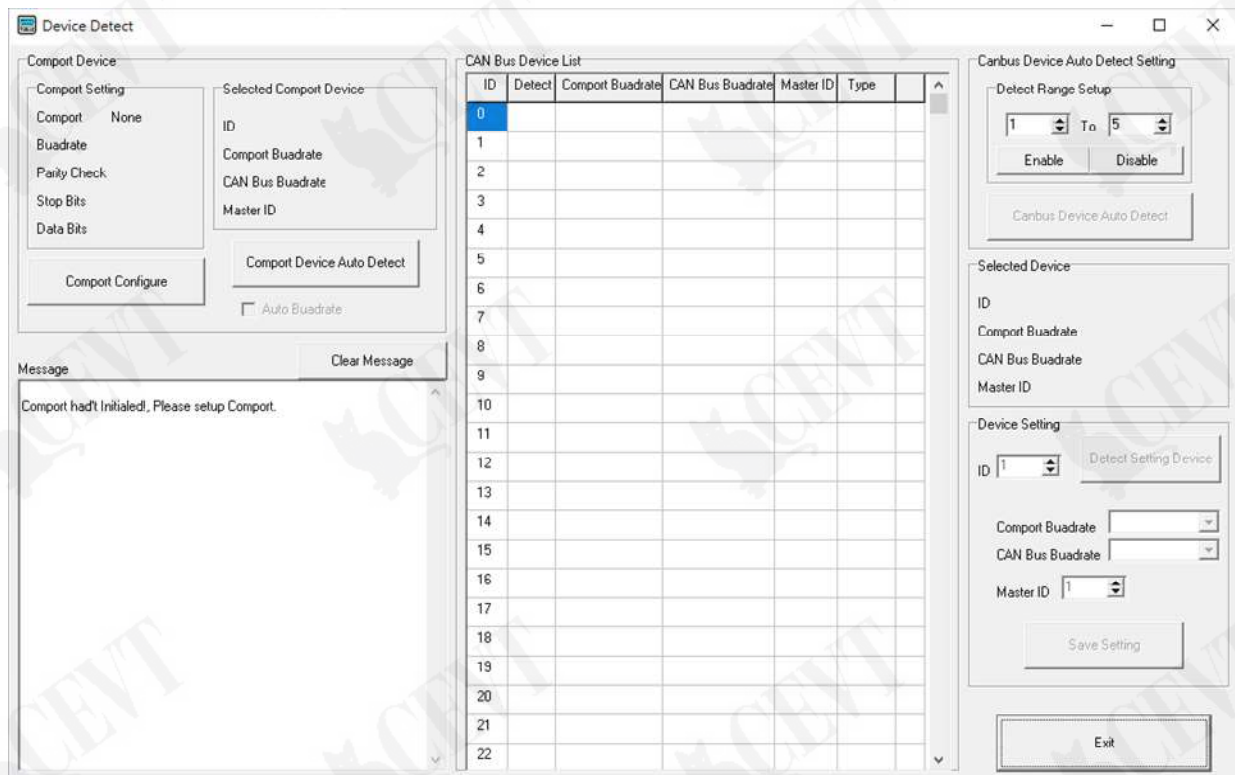 Device Detect
Comport Device
Comport Setting
Comport None
Buadrate
Parity Check
Stop Bits
Data Bits
Selected Comport Device
ID
Comport Buadrate
CAN Bus Buadrate
Master ID
Comport Configure
Comport Device Auto Detect
Auto Buadrate
Message
Clear Message
Comport had't Initialed!, Please setup Comport.
CAN Bus Device List
ID Detect Comport Buadrate CAN Bus Buadrate Master ID Type
0
1
2
3
4
5
6
7
8
9
10
11
12
13
14
15
16
17
18
19
20
21
22
Canbus Device Auto Detect Setting
Detect Range Setup
1 To 5
Enable Disable
Canbus Device Auto Detect
Selected Device
ID
Comport Buadrate
CAN Bus Buadrate
Master ID
Device Setting
ID 1 Detect Setting Device
Comport Buadrate
CAN Bus Buadrate
Master ID 1
Save Setting
Exit
CEVT